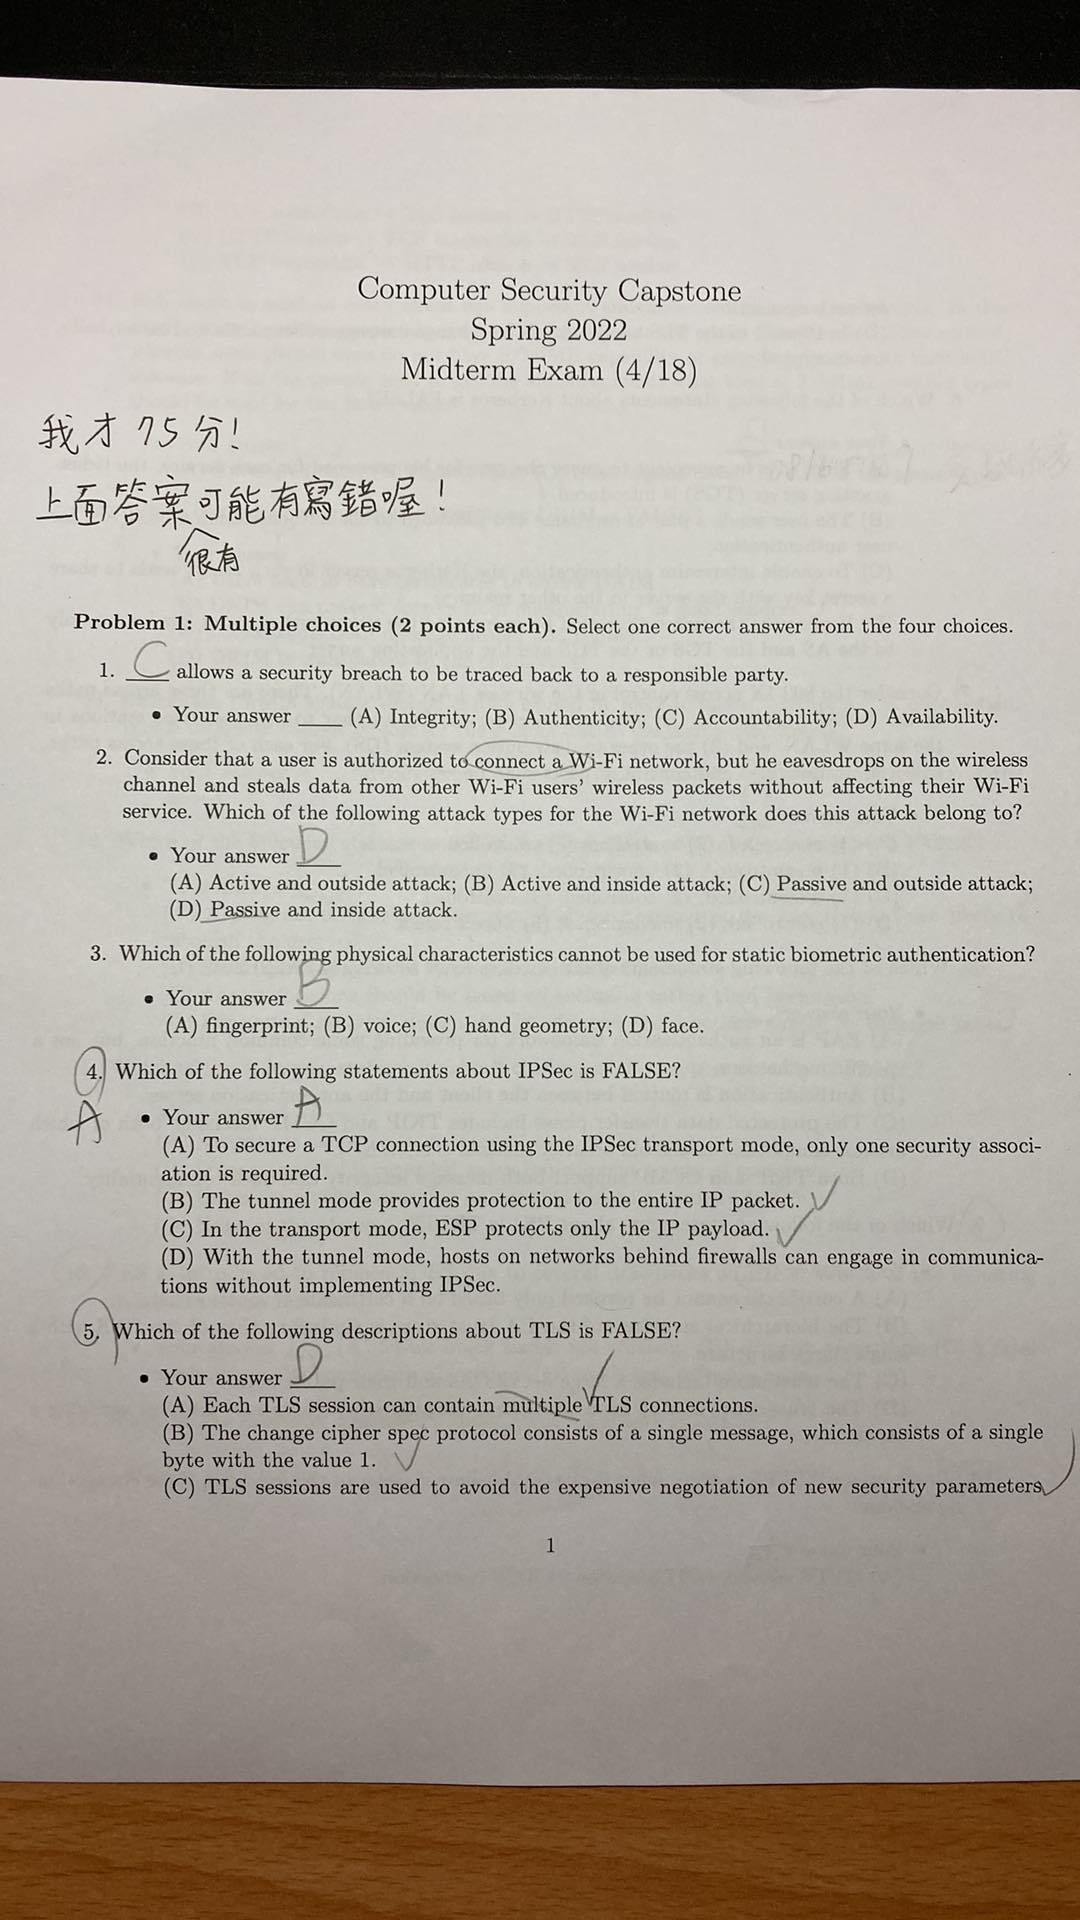 Computer Security Capstone
Spring 2022
Midterm Exam (4/18)
我才75分!
上面答案可能有寫錯喔!
很有
Problem 1: Multiple choices (2 points each). Select one correct answer from the four choices.
1. C allows a security breach to be traced back to a responsible party.
• Your answer ____ (A) Integrity; (B) Authenticity; (C) Accountability; (D) Availability.
2. Consider that a user is authorized to connect a Wi-Fi network, but he eavesdrops on the wireless
channel and steals data from other Wi-Fi users' wireless packets without affecting their Wi-Fi
service. Which of the following attack types for the Wi-Fi network does this attack belong to?
• Your answer D
(A) Active and outside attack; (B) Active and inside attack; (C) Passive and outside attack;
(D) Passive and inside attack.
3. Which of the following physical characteristics cannot be used for static biometric authentication?
• Your answer B
(A) fingerprint; (B) voice; (C) hand geometry; (D) face.
4. Which of the following statements about IPSec is FALSE?
A
• Your answer A
(A) To secure a TCP connection using the IPSec transport mode, only one security associ-
ation is required.
(B) The tunnel mode provides protection to the entire IP packet.
(C) In the transport mode, ESP protects only the IP payload.
(D) With the tunnel mode, hosts on networks behind firewalls can engage in communica-
tions without implementing IPSec.
5. Which of the following descriptions about TLS is FALSE?
• Your answer D
(A) Each TLS session can contain multiple TLS connections.
(B) The change cipher spec protocol consists of a single message, which consists of a single
byte with the value 1.
(C) TLS sessions are used to avoid the expensive negotiation of new security parameters
1